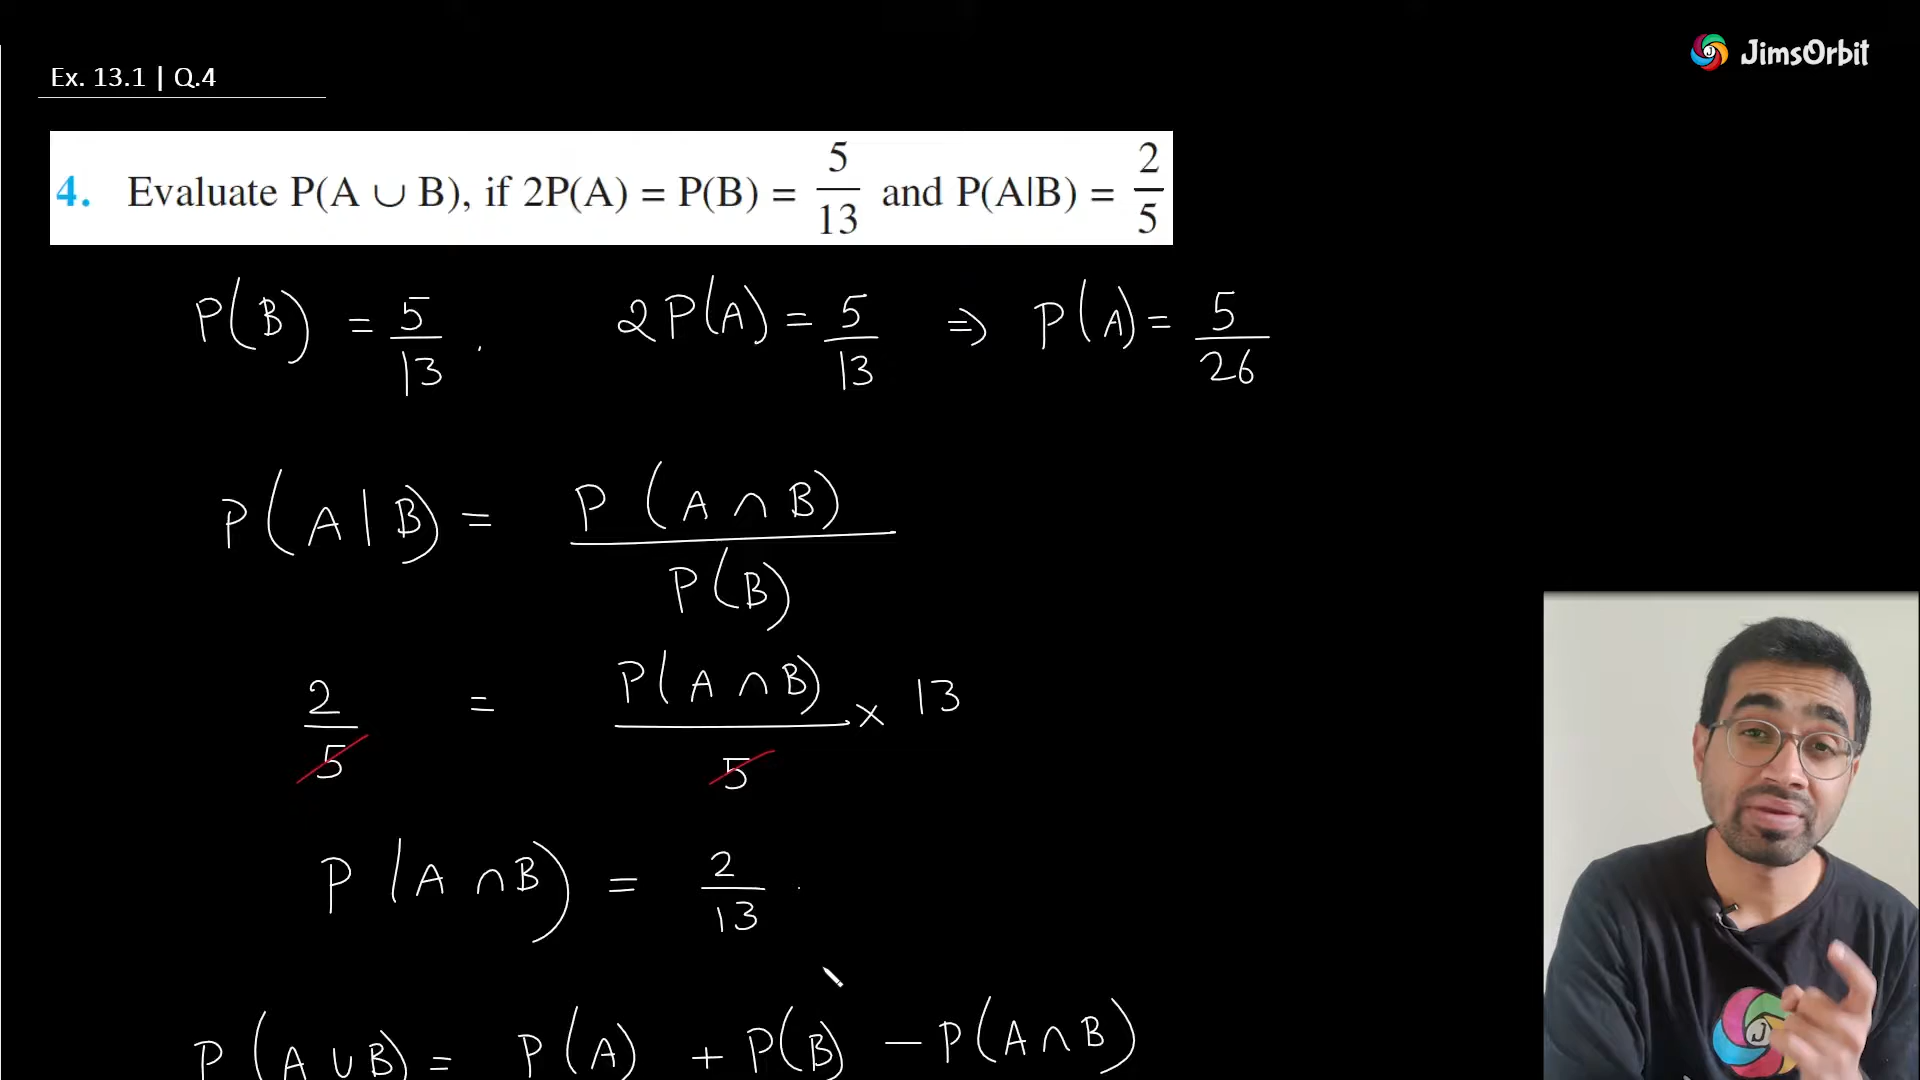 JimsOrbit
Ex. 13.1 | Q.4
4. Evaluate P(A ∪ B), if 2P(A) = P(B) = 5/13 and P(A|B) = 2/5
P(B) = 5/13 . 2P(A) = 5/13 ⇒ P(A) = 5/26
P(A|B) = P(A ∩ B)/P(B)
2/5 = P(A ∩ B)/5 × 13
P(A ∩ B) = 2/13 .
P(A ∪ B) = P(A) + P(B) − P(A ∩ B)